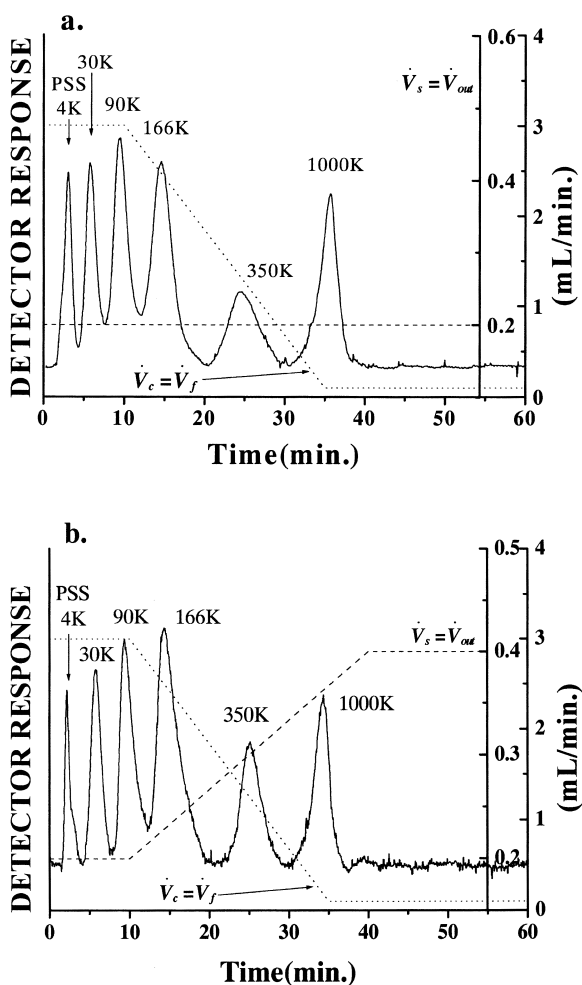 a.
0.6 4
30K
V̇s = V̇out
PSS
4K
90K
166K
3
1000K
0.4
2
350K
1
0.2
V̇c = V̇f
0
0 10 20 30 40 50 60
Time(min.)
DETECTOR RESPONSE
(mL/min.)
b.
0.5 4
PSS
4K
90K
166K
V̇s = V̇out
3
0.4
30K
350K
1000K
0.3
2
1
0.2
V̇c = V̇f
0
0 10 20 30 40 50 60
Time(min.)
DETECTOR RESPONSE
(mL/min.)